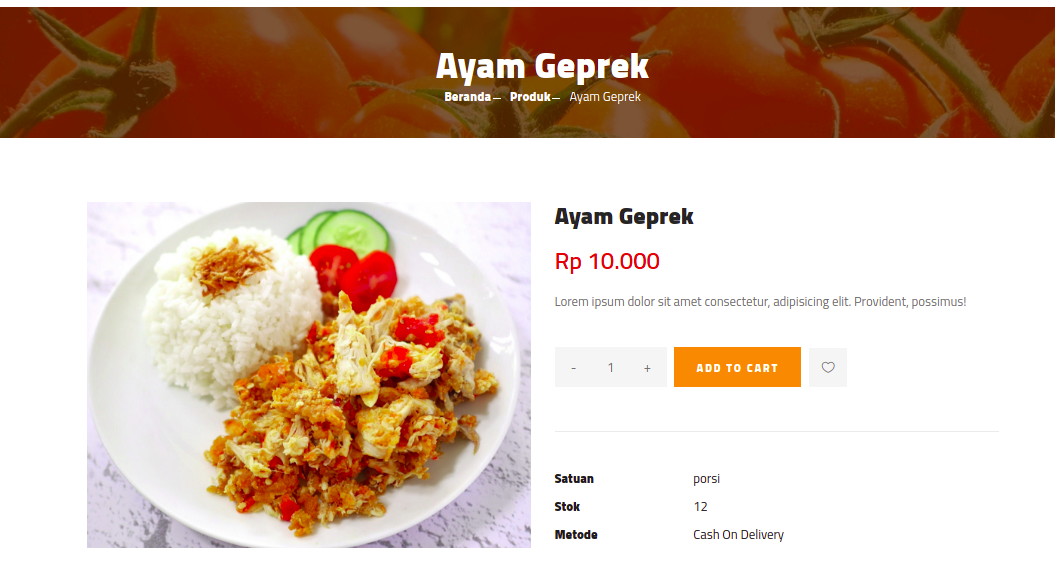 Ayam Geprek
Beranda — Produk — Ayam Geprek
Ayam Geprek
Rp 10.000
Lorem ipsum dolor sit amet consectetur, adipisicing elit. Provident, possimus!
- 1 + ADD TO CART
Satuan porsi
Stok 12
Metode Cash On Delivery